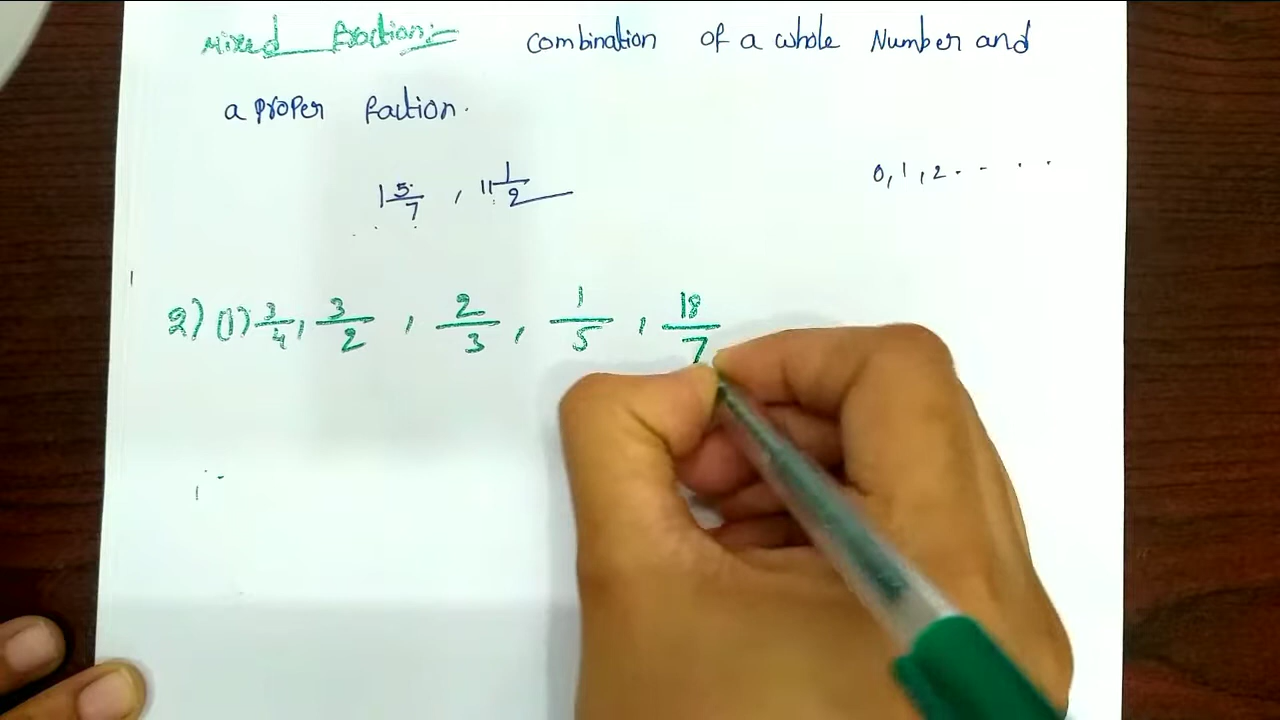 Mixed fraction:- combination of a whole Number and
a proper faction.
1 5/7 , 11 1/2
0, 1, 2 - - . .
2) (i) 3/4, 3/2 , 2/3 , 1/5 , 18/7